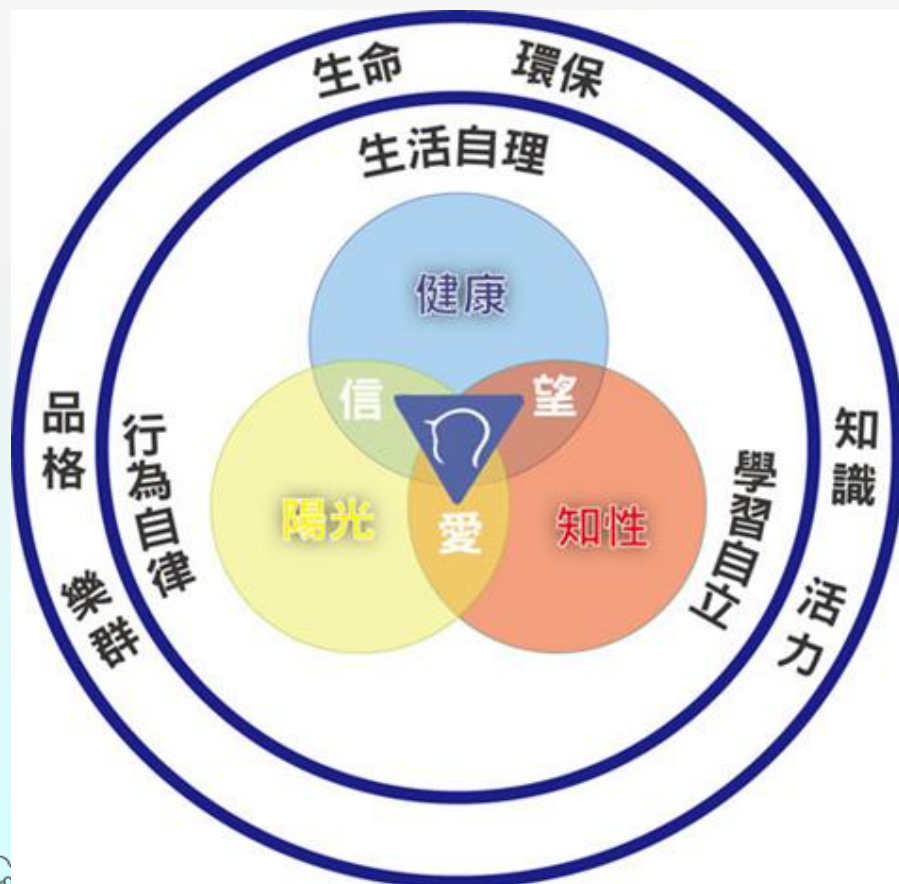 生命
環保
生活自理
健康
信
望
品格
行為自律
陽光
愛
知性
學習自立
知識
樂群
活力